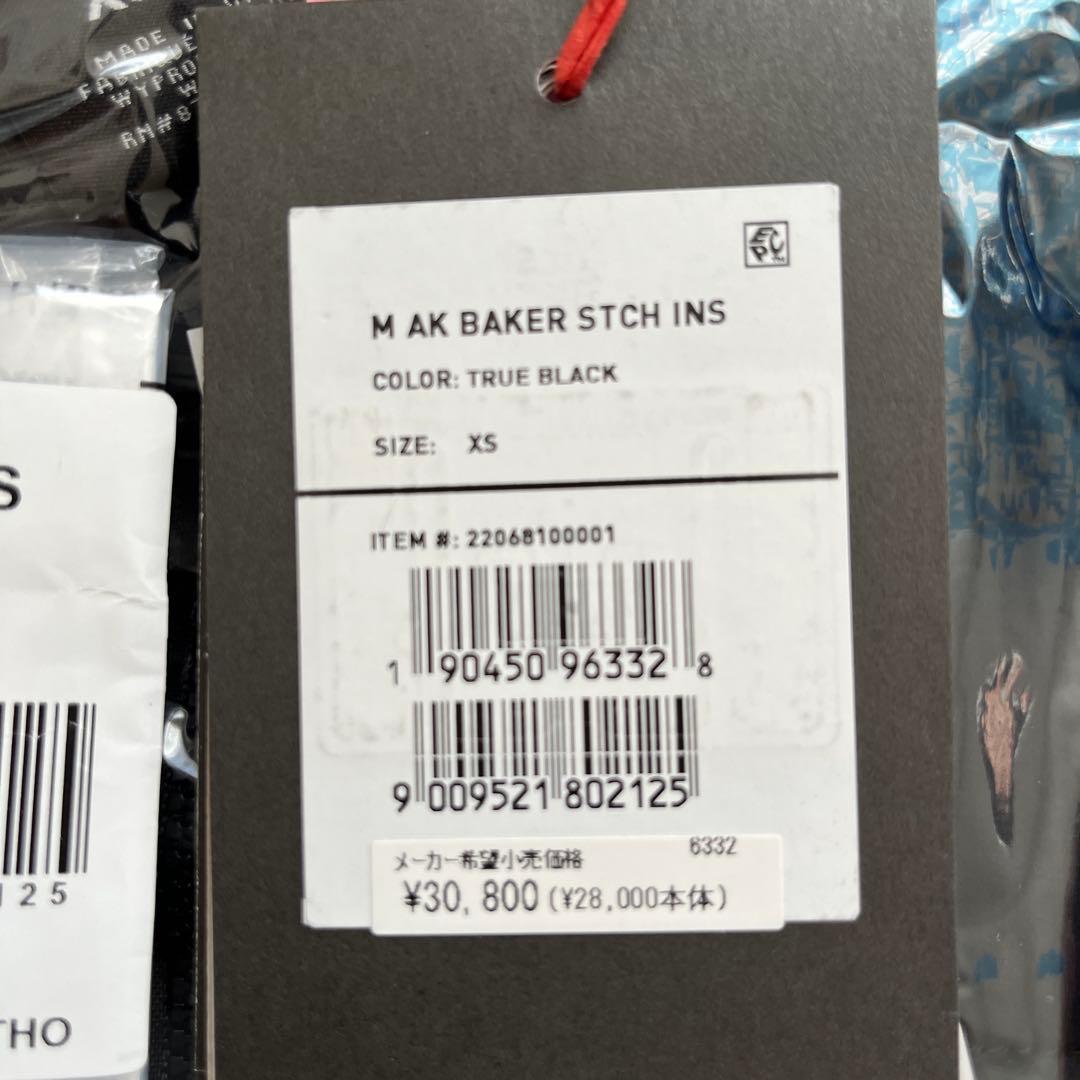 MADE
RN#8
S
125
THO
EPC™
M AK BAKER STCH INS
COLOR: TRUE BLACK
SIZE: XS
ITEM #: 22068100001
1 90450 96332 8
9 009521 802125
メーカー希望小売価格 6332
¥30,800(¥28,000本体)